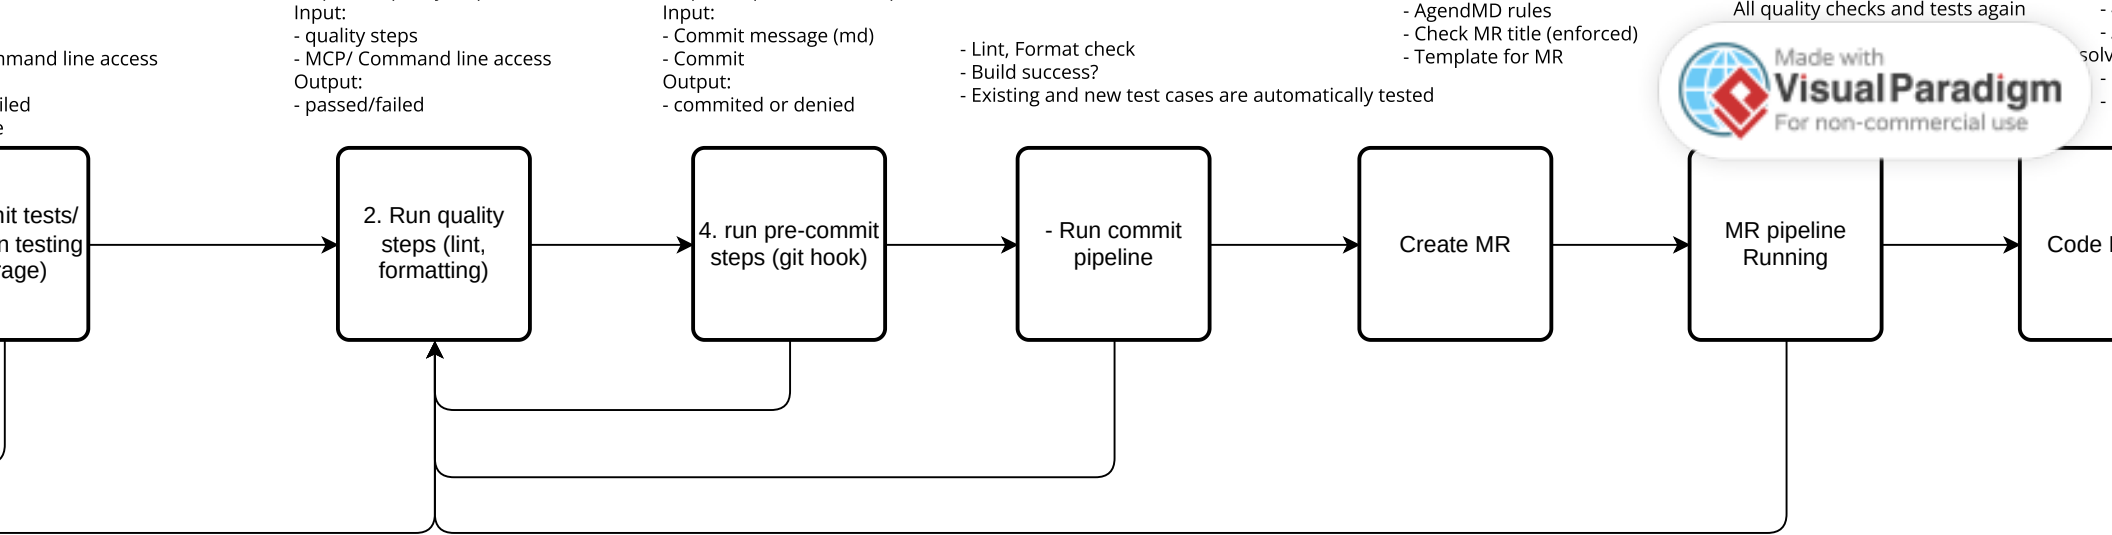 mmand line access
iled
e
Input:
- quality steps
- MCP/ Command line access
Output:
- passed/failed
Input:
- Commit message (md)
- Commit
Output:
- commited or denied
- Lint, Format check
- Build success?
- Existing and new test cases are automatically tested
- AgendMD rules
- Check MR title (enforced)
- Template for MR
All quality checks and tests again
Made with
Visual Paradigm
For non-commercial use
solv
it tests/
n testing
rage)
2. Run quality
steps (lint,
formatting)
4. run pre-commit
steps (git hook)
- Run commit
pipeline
Create MR
MR pipeline
Running
Code